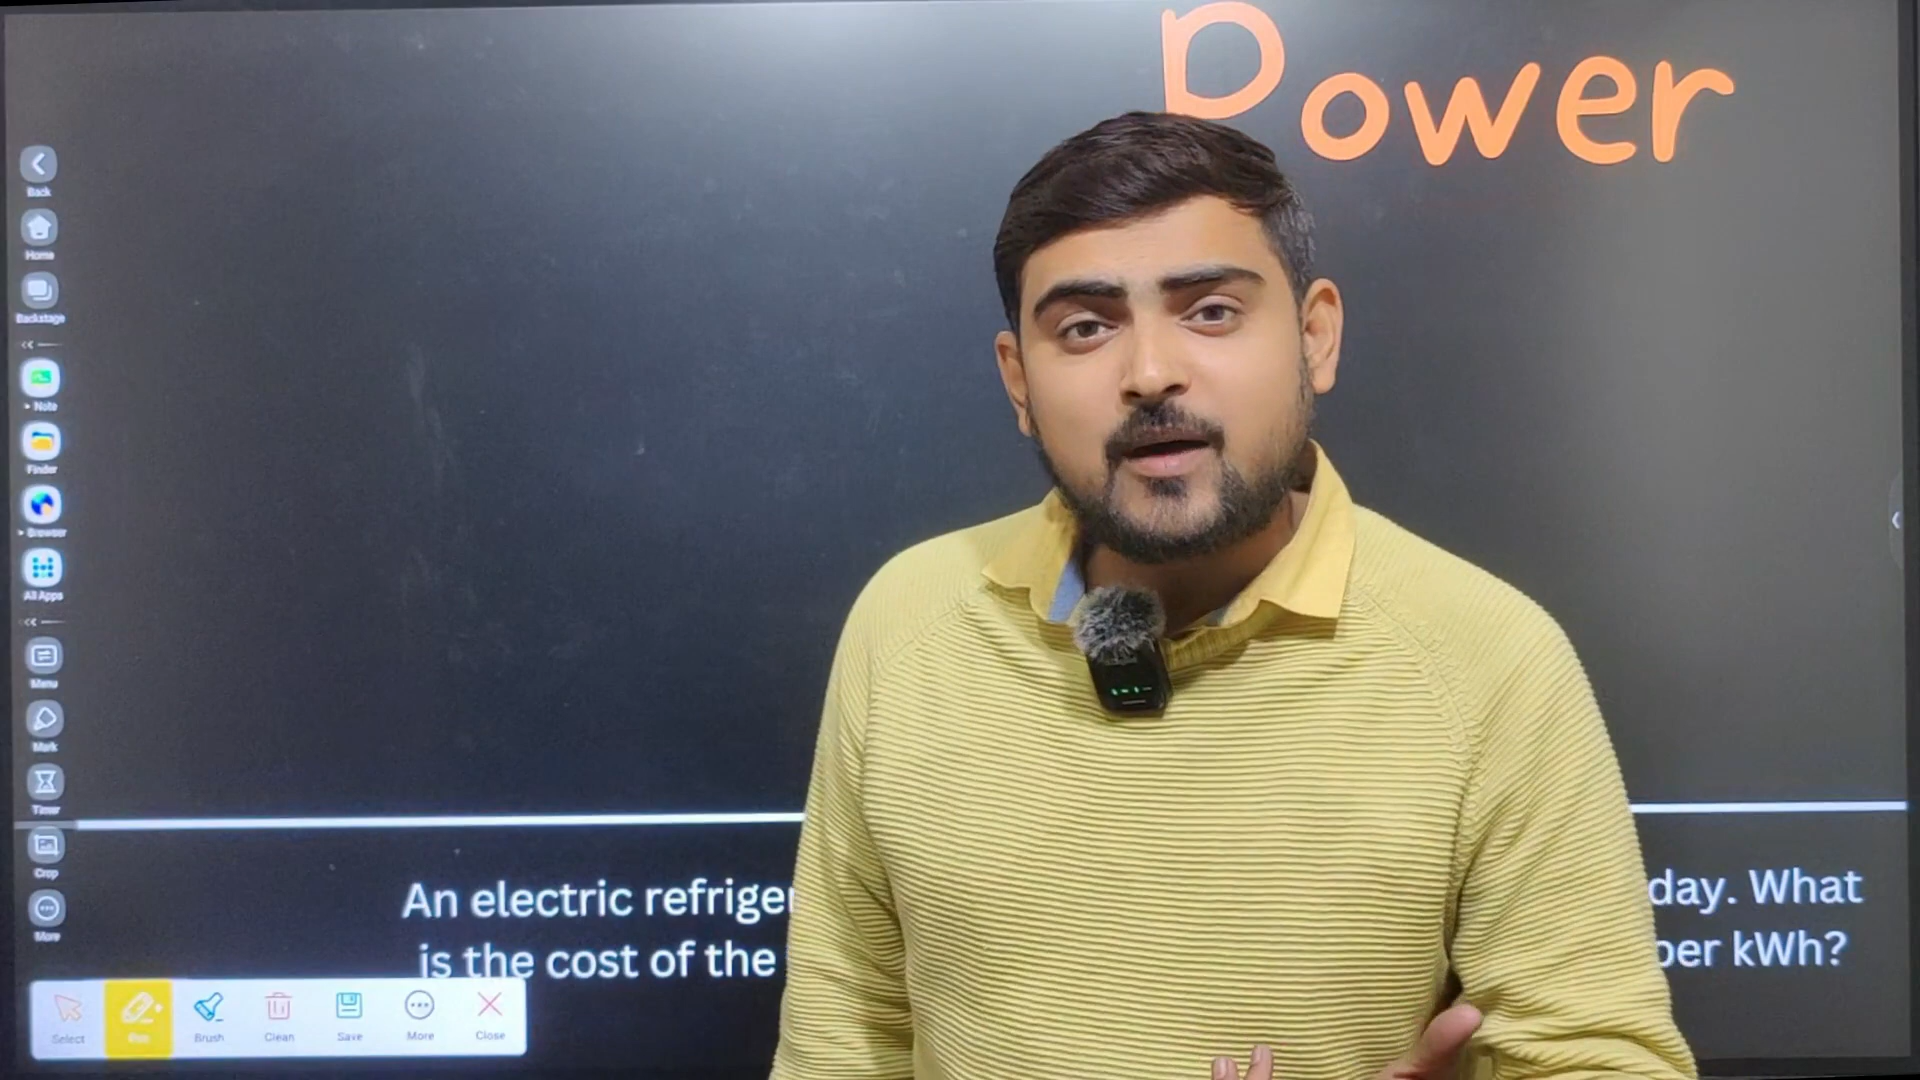 Power
Back
Home
Backstage
Note
Finder
Browser
All Apps
Menu
Mark
Timer
Crop
More
An electric refriger day. What
is the cost of the per kWh?
Select
Pen
Brush
Clean
Save
More
Close